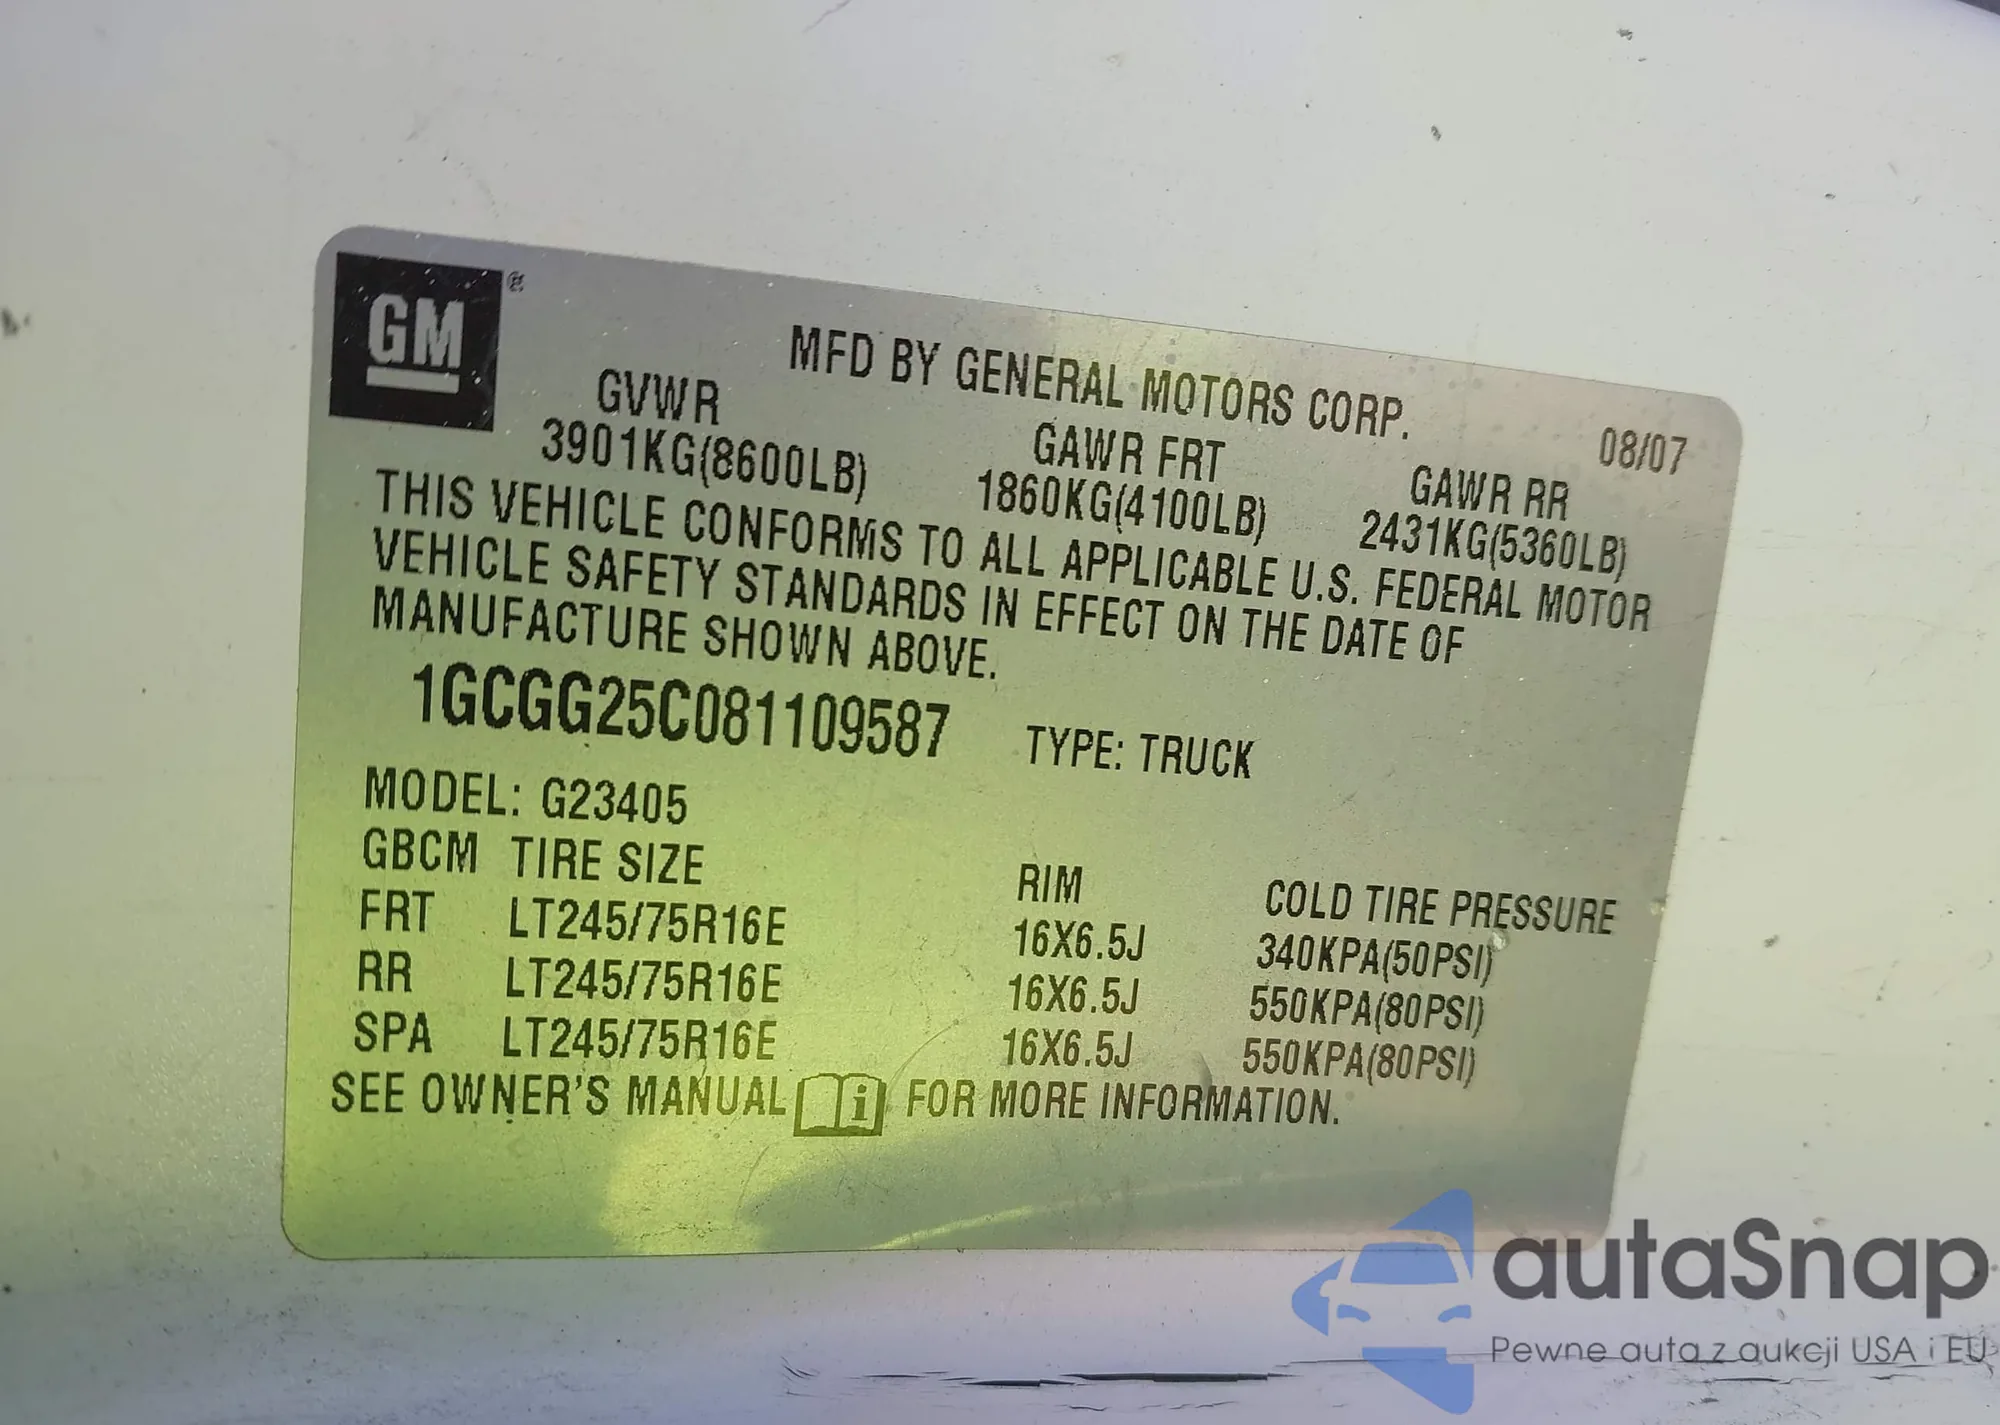 GM ®
MFD BY GENERAL MOTORS CORP.
08/07
GVWR GAWR FRT GAWR RR
3901KG(8600LB) 1860KG(4100LB) 2431KG(5360LB)
THIS VEHICLE CONFORMS TO ALL APPLICABLE U.S. FEDERAL MOTOR
VEHICLE SAFETY STANDARDS IN EFFECT ON THE DATE OF
MANUFACTURE SHOWN ABOVE.
1GCGG25C081109587 TYPE: TRUCK
MODEL: G23405
GBCM TIRE SIZE RIM COLD TIRE PRESSURE
FRT LT245/75R16E 16X6.5J 340KPA(50PSI)
RR LT245/75R16E 16X6.5J 550KPA(80PSI)
SPA LT245/75R16E 16X6.5J 550KPA(80PSI)
SEE OWNER'S MANUAL i FOR MORE INFORMATION.
autaSnap
Pewne auta z aukcji USA i EU